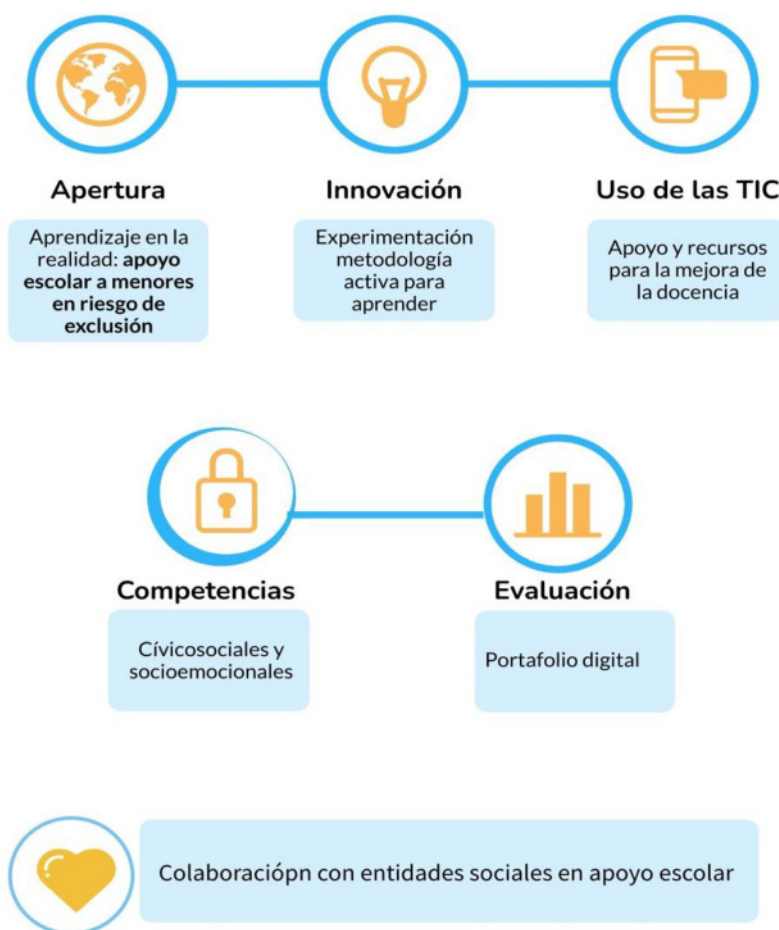 Apertura
Innovación
Uso de las TIC
Aprendizaje en la
realidad: apoyo
escolar a menores
en riesgo de
exclusión
Experimentación
metodología
activa para
aprender
Apoyo y recursos
para la mejora de
la docencia
Competencias
Evaluación
Cívicosociales y
socioemocionales
Portafolio digital
Colaboraciópn con entidades sociales en apoyo escolar